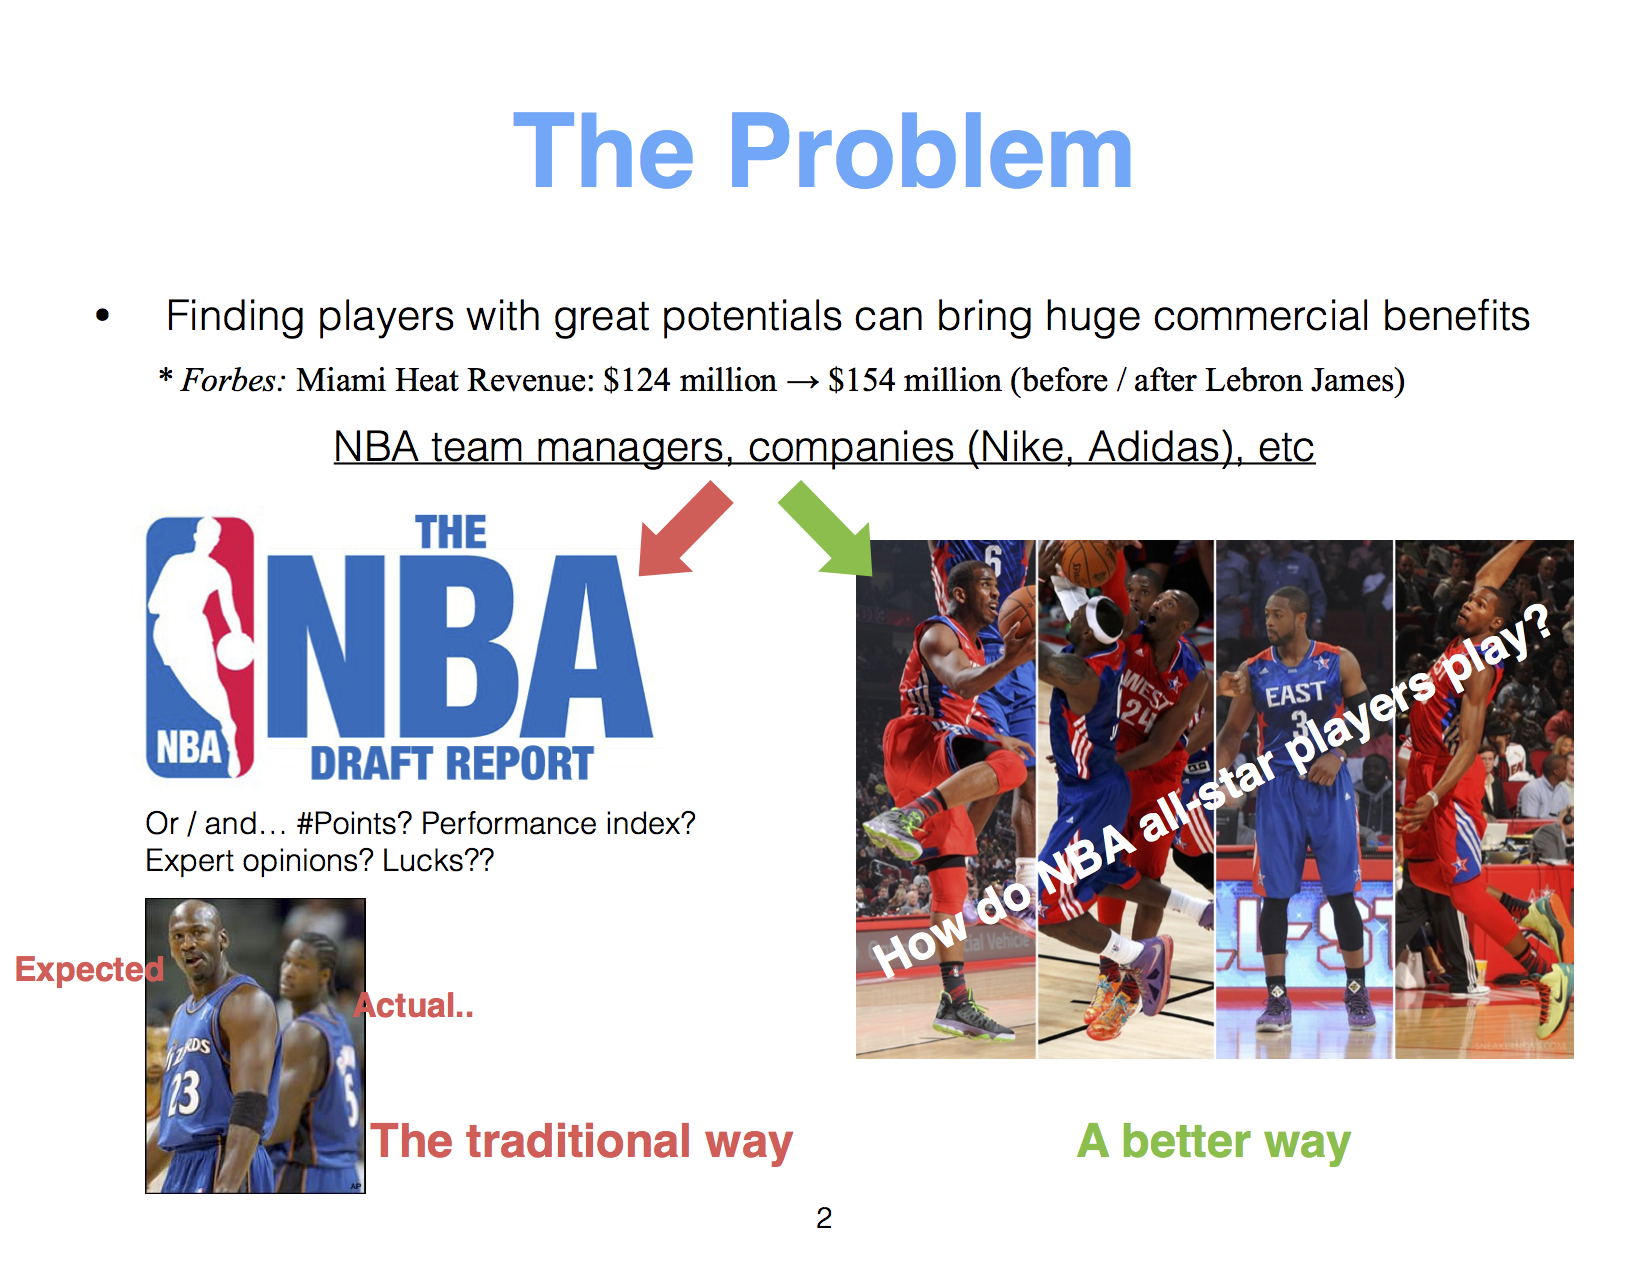 The Problem
• Finding players with great potentials can bring huge commercial benefits
* Forbes: Miami Heat Revenue: $124 million → $154 million (before / after Lebron James)
NBA team managers, companies (Nike, Adidas), etc
THE
NBA
NBA
DRAFT REPORT
Or / and… #Points? Performance index?
Expert opinions? Lucks??
Expected
Actual..
23
5
AP
The traditional way
6
WEST
24
EAST
3
How do NBA all-star players play?
A better way
2